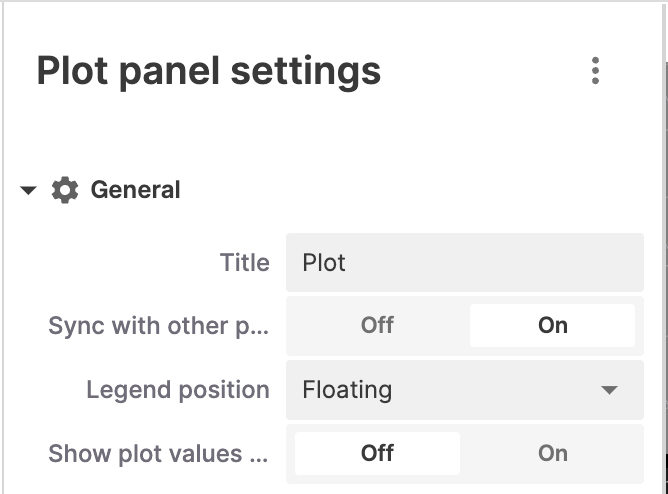 Plot panel settings
General
Title Plot
Sync with other p... Off On
Legend position Floating
Show plot values ... Off On